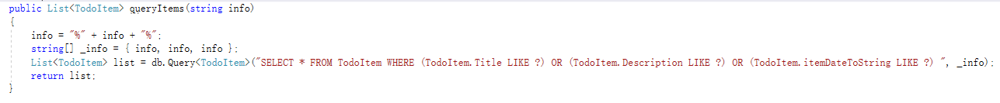 public List<TodoItem> queryItems(string info)
{
info = "%" + info + "%";
string[] _info = { info, info, info };
List<TodoItem> list = db.Query<TodoItem>("SELECT * FROM TodoItem WHERE (TodoItem.Title LIKE ?) OR (TodoItem.Description LIKE ?) OR (TodoItem.itemDateToString LIKE ?) ", _info);
return list;
}